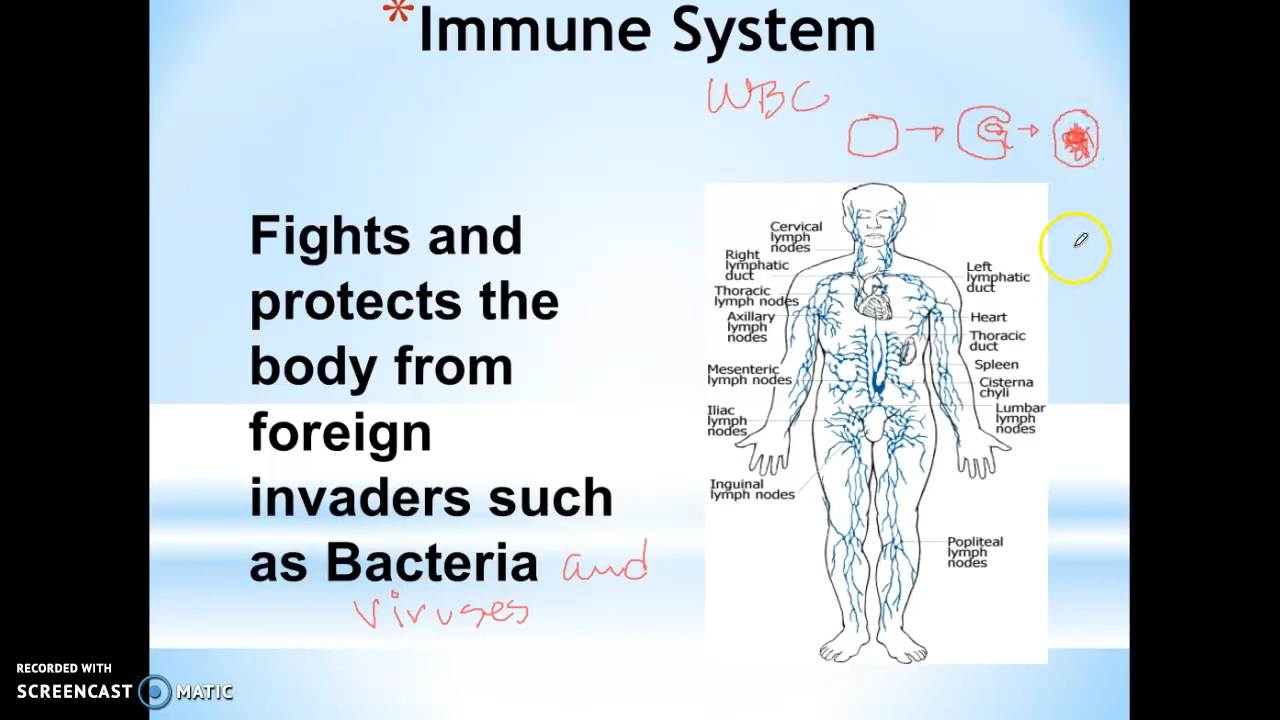 *Immune System
WBC
Fights and
protects the
body from
foreign
invaders such
as Bacteria and
viruses
Cervical
lymph
nodes
Right
lymphatic
duct
Thoracic
lymph nodes
Axillary
lymph
nodes
Mesenteric
lymph nodes
Iliac
lymph
nodes
Inguinal
lymph nodes
Left
lymphatic
duct
Heart
Thoracic
duct
Spleen
Cisterna
chyli
Lumbar
lymph
nodes
Popliteal
lymph
nodes
RECORDED WITH
SCREENCAST MATIC